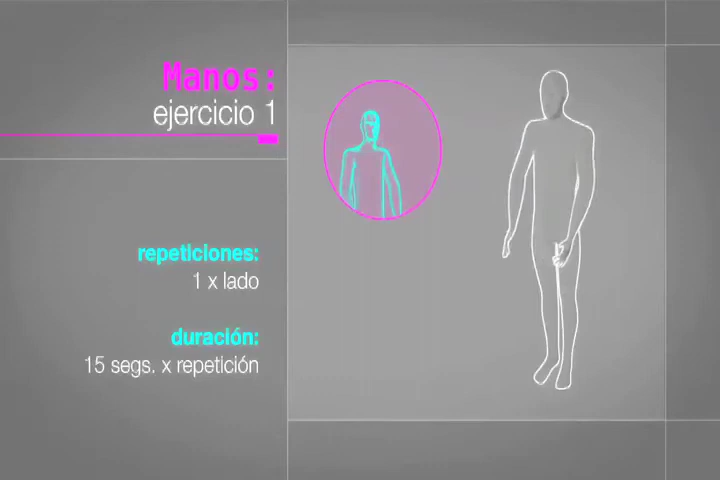 Manos:
ejercicio 1
repeticiones:
1 x lado
duración:
15 segs. x repetición